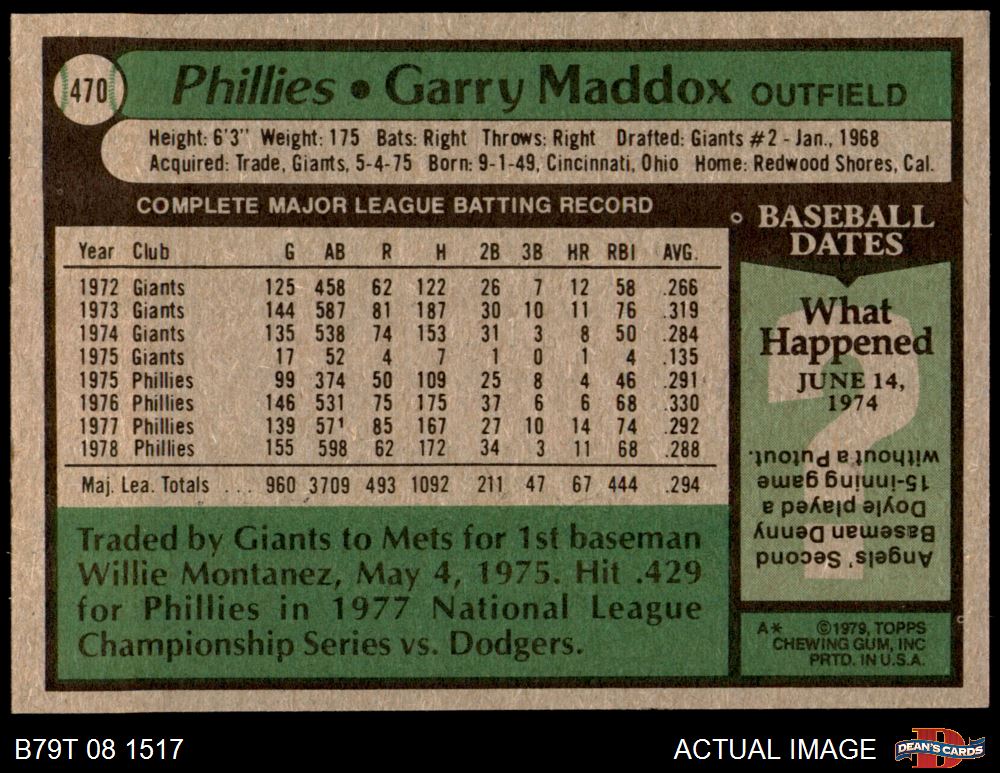 470
Phillies • Garry Maddox OUTFIELD
Height: 6'3" Weight: 175 Bats: Right Throws: Right Drafted: Giants #2 - Jan., 1968
Acquired: Trade, Giants, 5-4-75 Born: 9-1-49, Cincinnati, Ohio Home: Redwood Shores, Cal.
COMPLETE MAJOR LEAGUE BATTING RECORD
Year Club G AB R H 2B 3B HR RBI AVG.
1972 Giants 125 458 62 122 26 7 12 58 .266
1973 Giants 144 587 81 187 30 10 11 76 .319
1974 Giants 135 538 74 153 31 3 8 50 .284
1975 Giants 17 52 4 7 1 0 1 4 .135
1975 Phillies 99 374 50 109 25 8 4 46 .291
1976 Phillies 146 531 75 175 37 6 6 68 .330
1977 Phillies 139 571 85 167 27 10 14 74 .292
1978 Phillies 155 598 62 172 34 3 11 68 .288
Maj. Lea. Totals ... 960 3709 493 1092 211 47 67 444 .294
Traded by Giants to Mets for 1st baseman
Willie Montanez, May 4, 1975. Hit .429
for Phillies in 1977 National League
Championship Series vs. Dodgers.
BASEBALL
DATES
What
Happened
JUNE 14,
1974
?
Angels' Second
Baseman Denny
Doyle played a
15-inning game
without a Putout.
A* ©1979, TOPPS
CHEWING GUM, INC
PRTD. IN U.S.A.
B79T 08 1517
ACTUAL IMAGE
D
DEAN'S CARDS